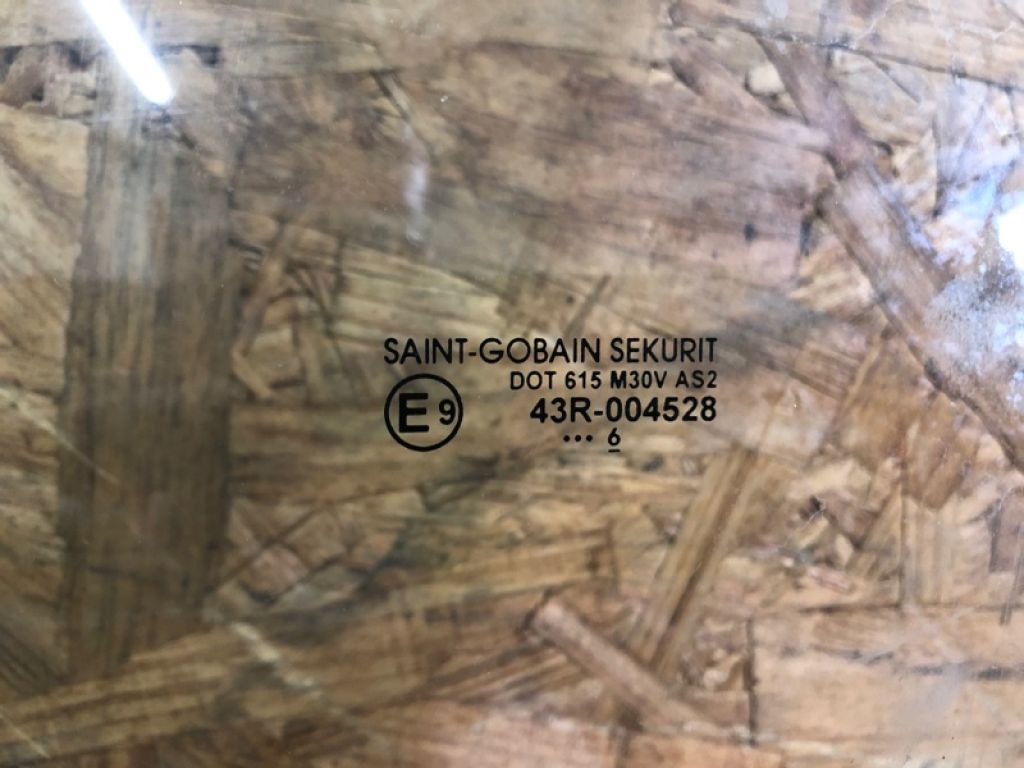 SAINT-GOBAIN SEKURIT
DOT 615 M30V AS2
E9 43R-004528
... 6